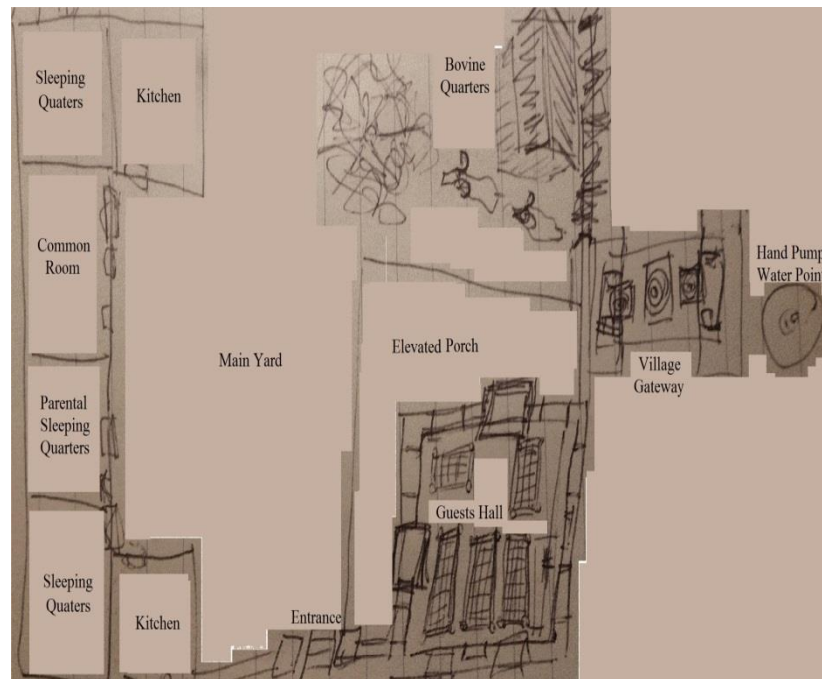 Sleeping
Quaters
Kitchen
Bovine
Quarters
Common
Room
Hand Pump
Water Point
Main Yard
Elevated Porch
Village
Gateway
Parental
Sleeping
Quarters
Guests Hall
Sleeping
Quaters
Kitchen
Entrance